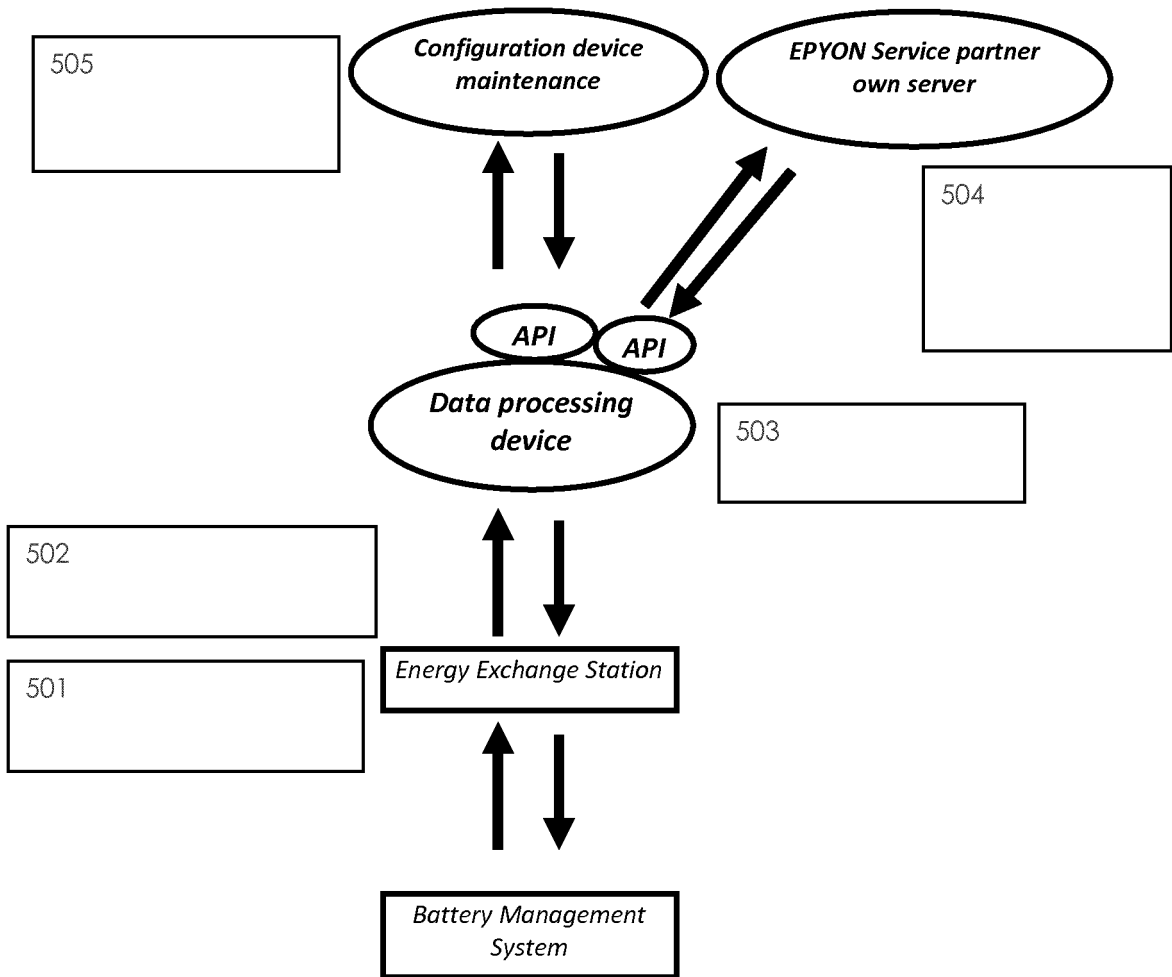 505
Configuration device
maintenance
EPYON Service partner
own server
504
API
API
Data processing
device
503
502
Energy Exchange Station
501
Battery Management
System